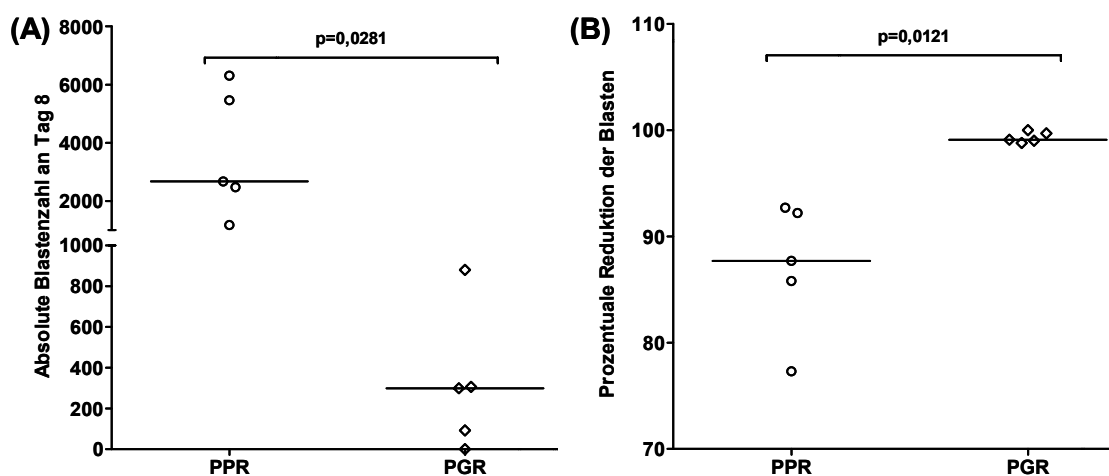 (A)
Absolute Blastenzahl an Tag 8
8000
6000
4000
2000
1000
800
600
400
200
0
p=0,0281
PPR PGR
(B)
Prozentuale Reduktion der Blasten
110
100
90
80
70
p=0,0121
PPR PGR